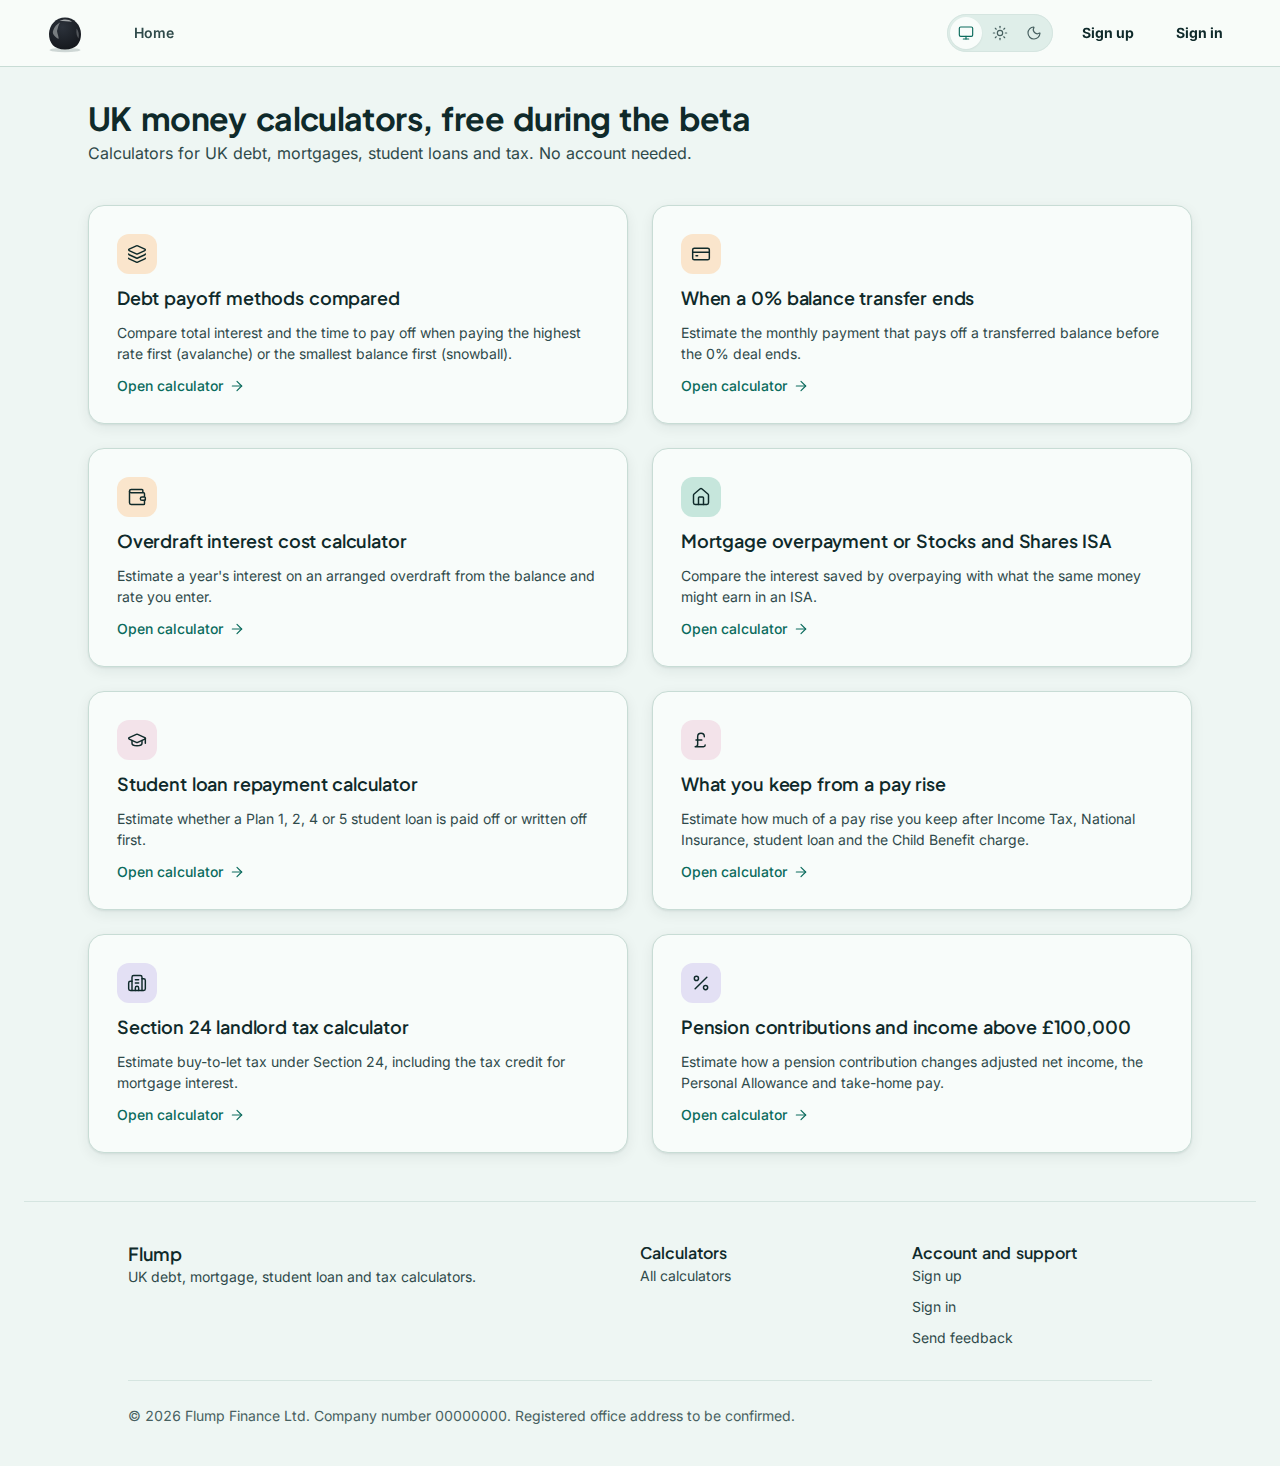 Home
Sign up
Sign in
UK money calculators, free during the beta
Calculators for UK debt, mortgages, student loans and tax. No account needed.
Debt payoff methods compared
Compare total interest and the time to pay off when paying the highest
rate first (avalanche) or the smallest balance first (snowball).
Open calculator
When a 0% balance transfer ends
Estimate the monthly payment that pays off a transferred balance before
the 0% deal ends.
Open calculator
Overdraft interest cost calculator
Estimate a year's interest on an arranged overdraft from the balance and
rate you enter.
Open calculator
Mortgage overpayment or Stocks and Shares ISA
Compare the interest saved by overpaying with what the same money
might earn in an ISA.
Open calculator
Student loan repayment calculator
Estimate whether a Plan 1, 2, 4 or 5 student loan is paid off or written off
first.
Open calculator
What you keep from a pay rise
Estimate how much of a pay rise you keep after Income Tax, National
Insurance, student loan and the Child Benefit charge.
Open calculator
Section 24 landlord tax calculator
Estimate buy-to-let tax under Section 24, including the tax credit for
mortgage interest.
Open calculator
Pension contributions and income above £100,000
Estimate how a pension contribution changes adjusted net income, the
Personal Allowance and take-home pay.
Open calculator
Flump
UK debt, mortgage, student loan and tax calculators.
Calculators
All calculators
Account and support
Sign up
Sign in
Send feedback
© 2026 Flump Finance Ltd. Company number 00000000. Registered office address to be confirmed.